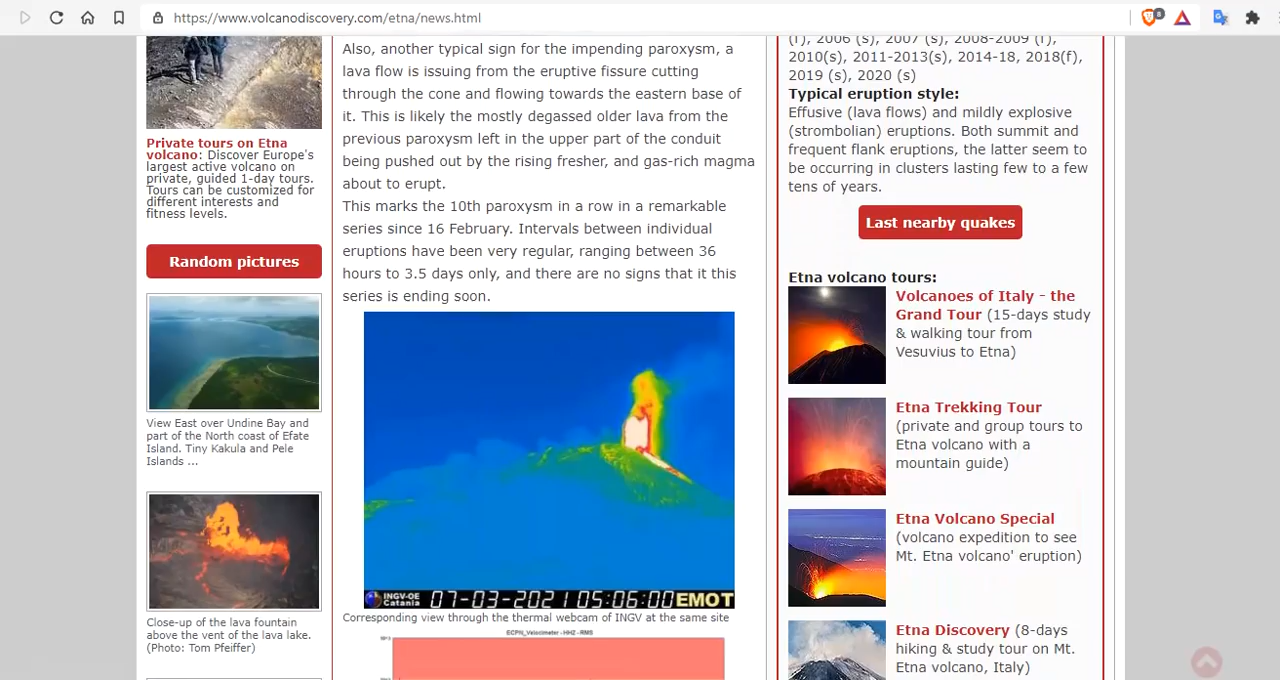 https://www.volcanodiscovery.com/etna/news.html
8
Private tours on Etna
volcano: Discover Europe's
largest active volcano on
private, guided 1-day tours.
Tours can be customized for
different interests and
fitness levels.
Random pictures
View East over Undine Bay and
part of the North coast of Efate
Island. Tiny Kakula and Pele
Islands ...
Close-up of the lava fountain
above the vent of the lava lake.
(Photo: Tom Pfeiffer)
Also, another typical sign for the impending paroxysm, a
lava flow is issuing from the eruptive fissure cutting
through the cone and flowing towards the eastern base of
it. This is likely the mostly degassed older lava from the
previous paroxysm left in the upper part of the conduit
being pushed out by the rising fresher, and gas-rich magma
about to erupt.
This marks the 10th paroxysm in a row in a remarkable
series since 16 February. Intervals between individual
eruptions have been very regular, ranging between 36
hours to 3.5 days only, and there are no signs that it this
series is ending soon.
INGV-OE
Catania 07-03-2021 05:06:00 EMOT
Corresponding view through the thermal webcam of INGV at the same site
ECPN_Velocimeter - HHZ - RMS
(f), 2006 (s), 2007 (s), 2008-2009 (f),
2010(s), 2011-2013(s), 2014-18, 2018(f),
2019 (s), 2020 (s)
Typical eruption style:
Effusive (lava flows) and mildly explosive
(strombolian) eruptions. Both summit and
frequent flank eruptions, the latter seem to
be occurring in clusters lasting few to a few
tens of years.
Last nearby quakes
Etna volcano tours:
Volcanoes of Italy - the
Grand Tour (15-days study
& walking tour from
Vesuvius to Etna)
Etna Trekking Tour
(private and group tours to
Etna volcano with a
mountain guide)
Etna Volcano Special
(volcano expedition to see
Mt. Etna volcano' eruption)
Etna Discovery (8-days
hiking & study tour on Mt.
Etna volcano, Italy)